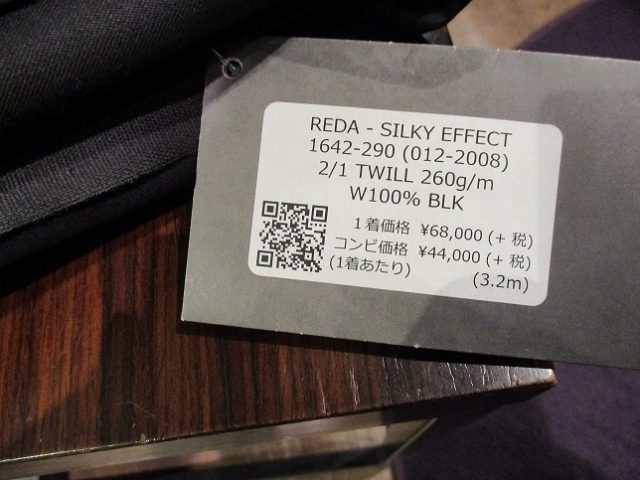 REDA - SILKY EFFECT
1642-290 (012-2008)
2/1 TWILL 260g/m
W100% BLK
１着価格 ¥68,000 (+ 税)
コンビ価格 ¥44,000 (+ 税)
(1着あたり) (3.2m)